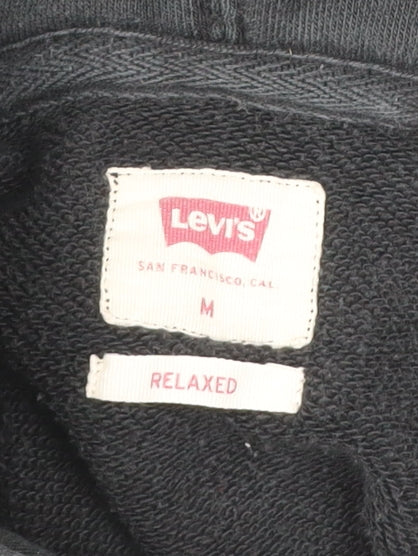 Levi's®
SAN FRANCISCO, CAL
M
RELAXED